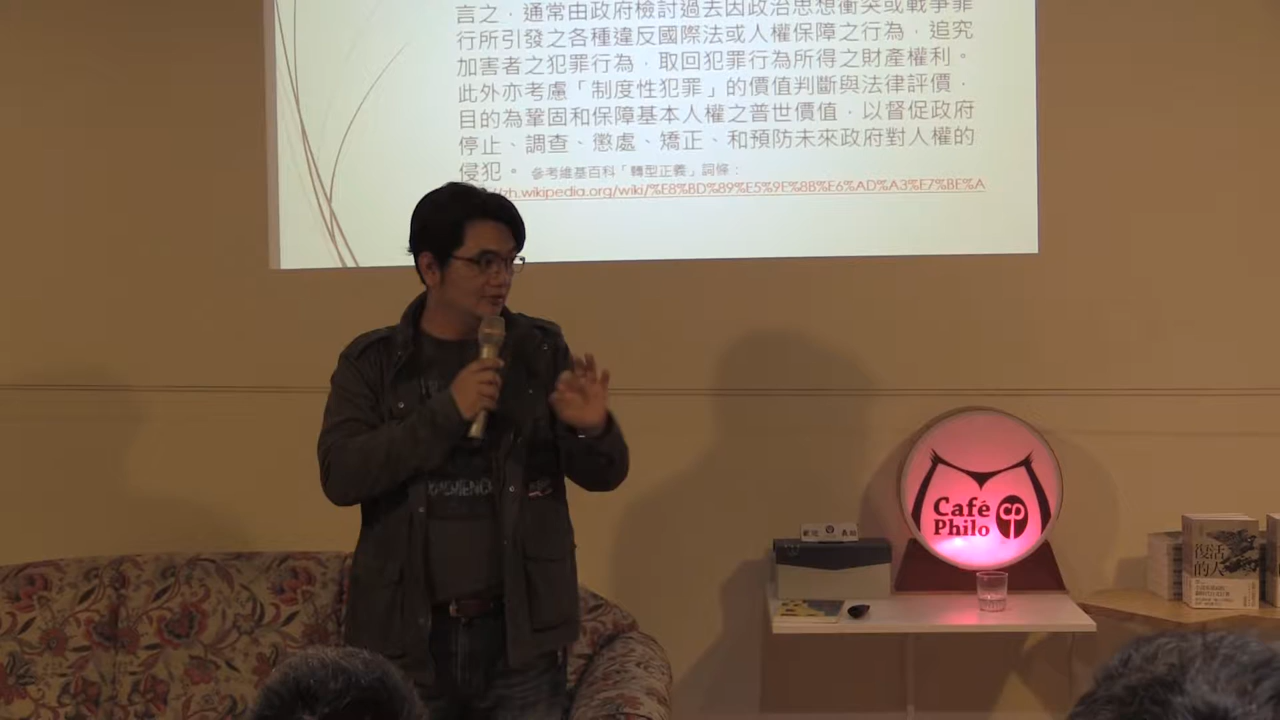 言之，通常由政府檢討過去因政治思想衝突或戰爭罪
行所引發之各種違反國際法或人權保障之行為，追究
加害者之犯罪行為，取回犯罪行為所得之財產權利。
此外亦考慮「制度性犯罪」的價值判斷與法律評價，
目的為鞏固和保障基本人權之普世價值，以督促政府
停止、調查、懲處、矯正、和預防未來政府對人權的
侵犯。 參考維基百科「轉型正義」詞條：
/zh.wikipedia.org/wiki/%E8%BD%89%E5%9E%8B%E6%AD%A3%E7%BE%A
Café
Philo
復活
的人